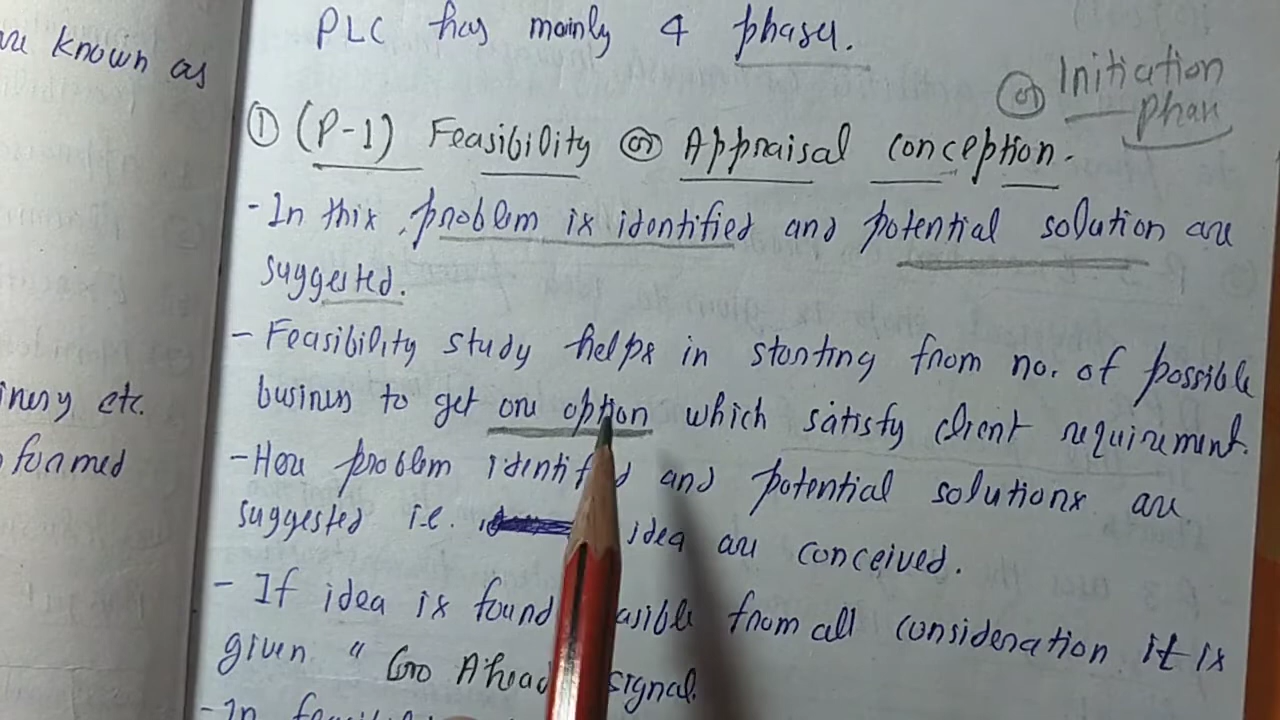 are known as
inery etc.
formed
PLC has mainly 4 phases.
(or) Initiation
phase
① (P-1) Feasibility (or) Appraisal conception.
- In this, problem is identified and potential solution are
suggested.
- Feasibility study helps in starting from no. of possible
business to get one option which satisfy client requirement.
- Here problem identified and potential solutions are
suggested i.e. idea are conceived.
- If idea is found feasible from all consideration it is
given " Go Ahead signal.
- In